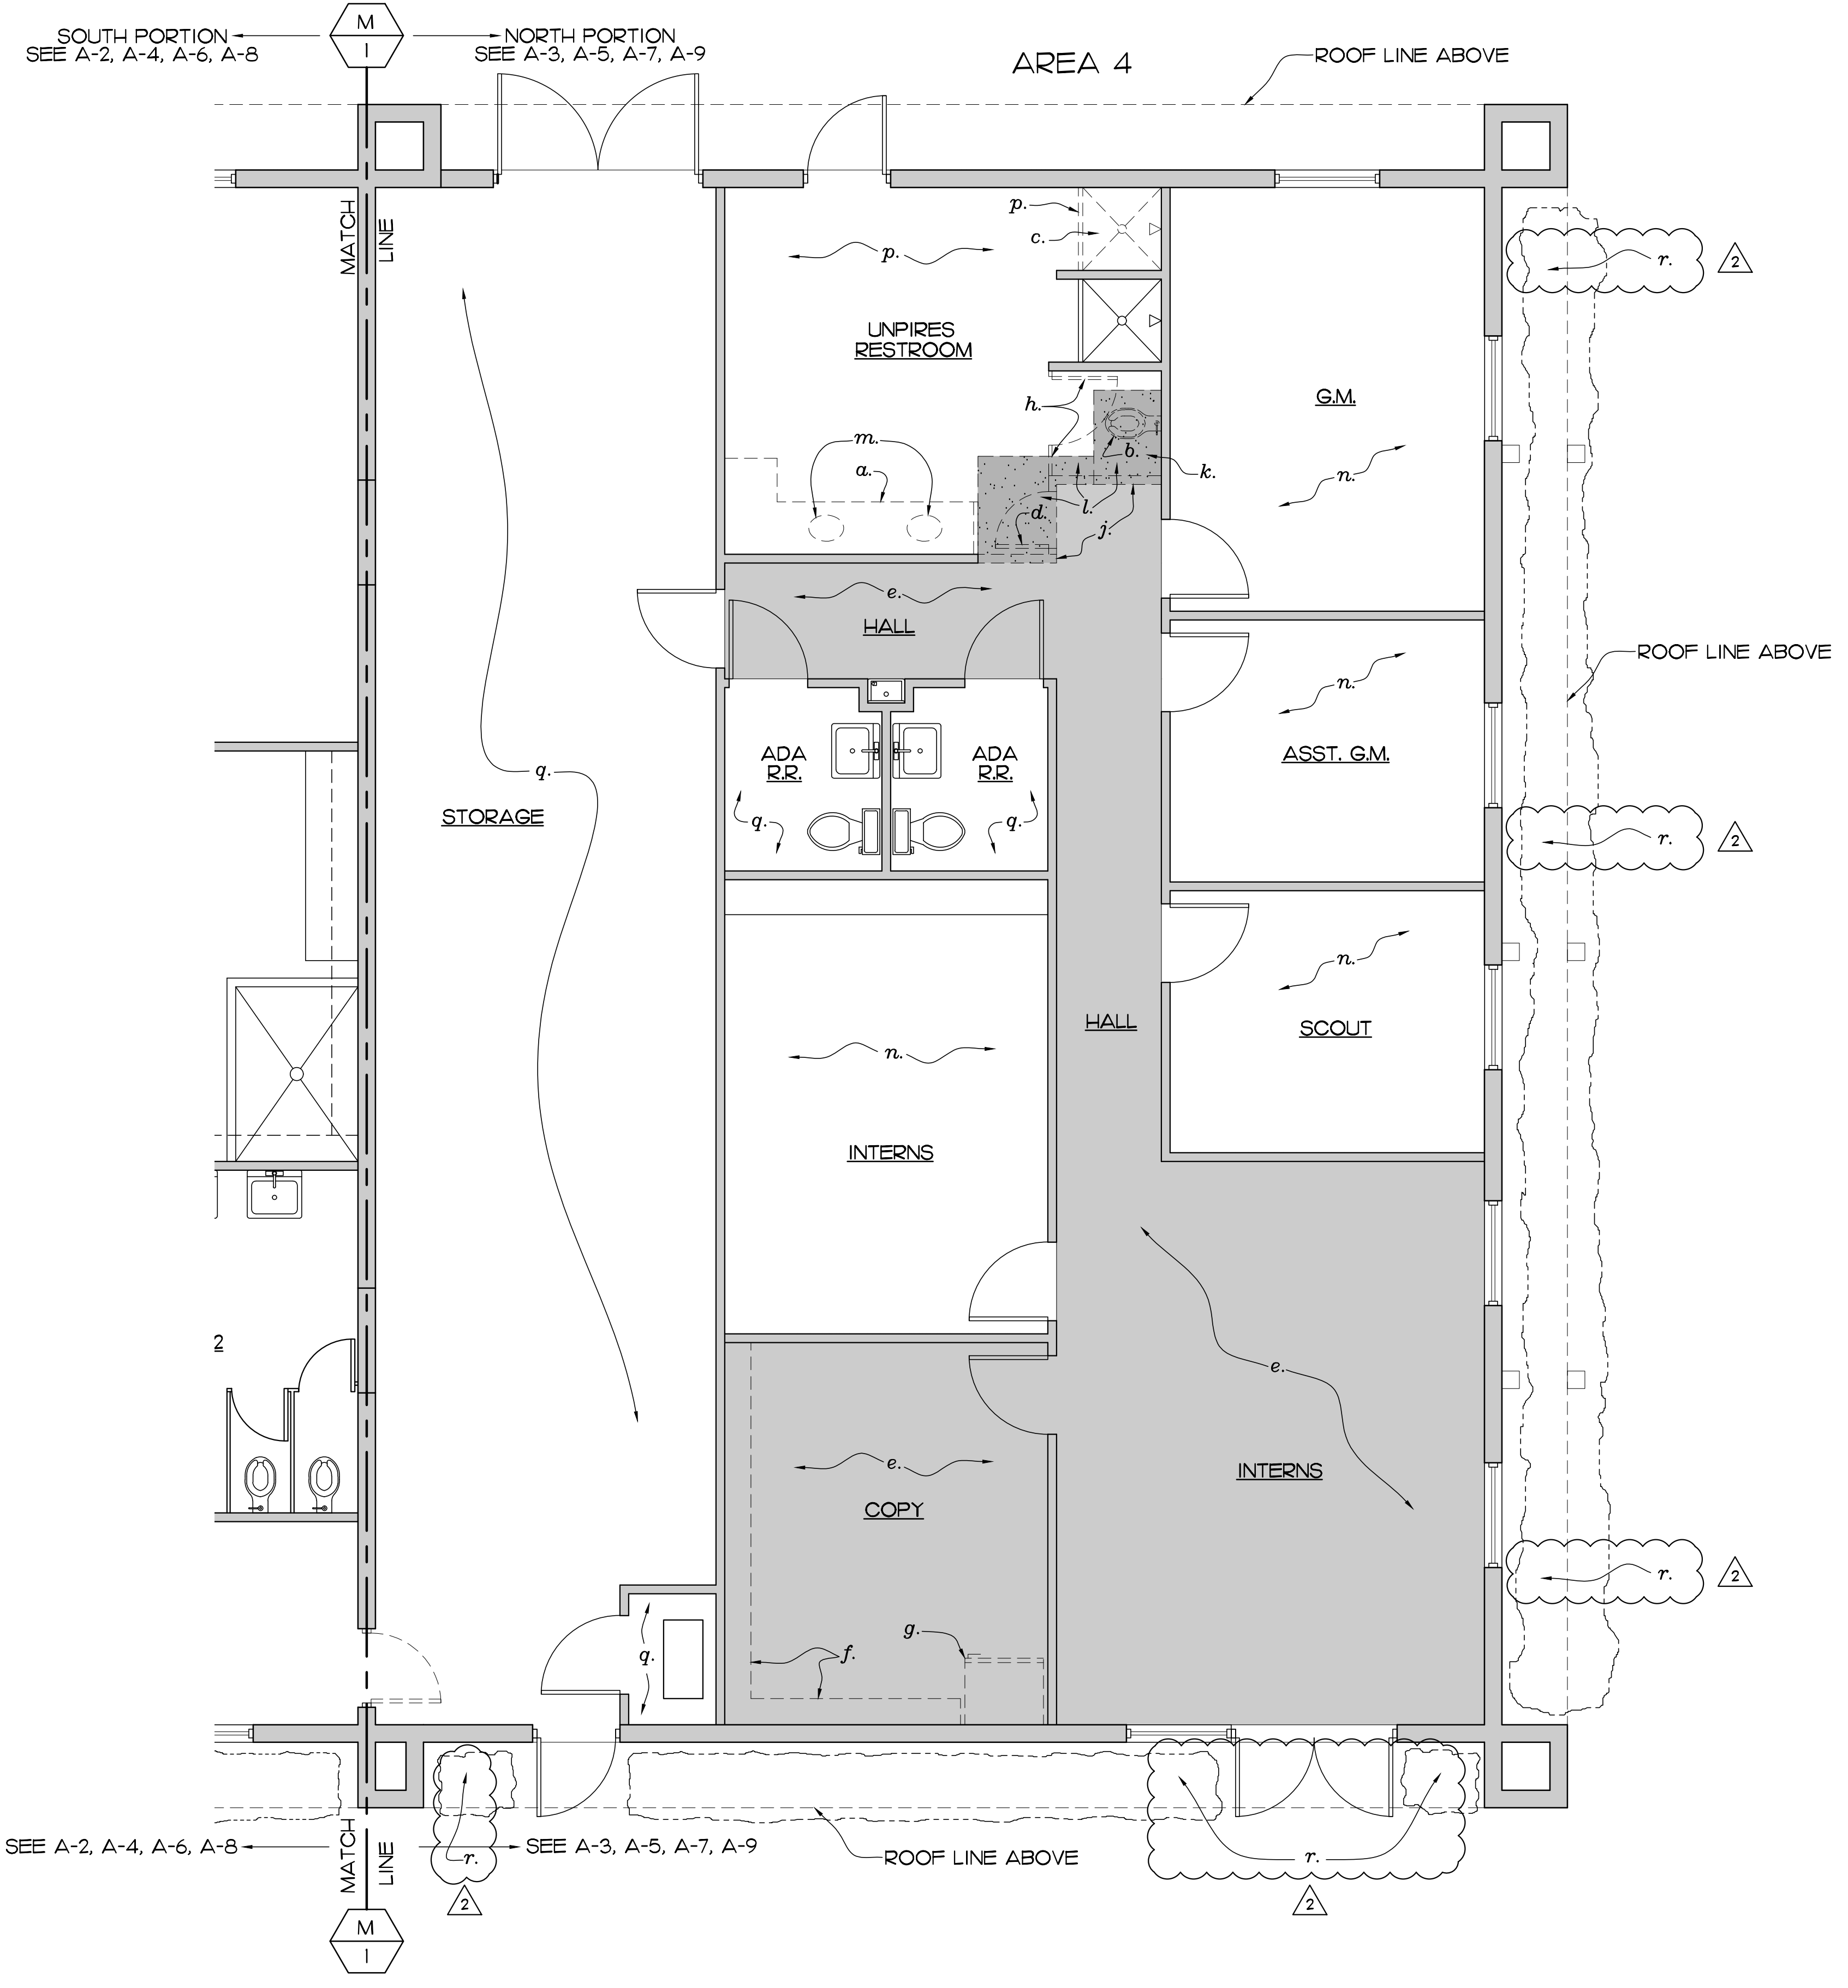 M
1
SOUTH PORTION
SEE A-2, A-4, A-6, A-8
NORTH PORTION
SEE A-3, A-5, A-7, A-9
AREA 4
ROOF LINE ABOVE
MATCH
LINE
p.
c.
p.
r.
2
UNPIRES
RESTROOM
G.M.
h.
m.
a.
b.
k.
n.
d.
l.
j.
e.
HALL
ROOF LINE ABOVE
n.
ASST. G.M.
q.
STORAGE
ADA
R.R.
ADA
R.R.
q.
q.
r.
2
n.
HALL
SCOUT
n.
INTERNS
2
e.
e.
COPY
INTERNS
r.
2
g.
f.
q.
SEE A-2, A-4, A-6, A-8
SEE A-3, A-5, A-7, A-9
MATCH
LINE
r.
2
ROOF LINE ABOVE
r.
2
M
1